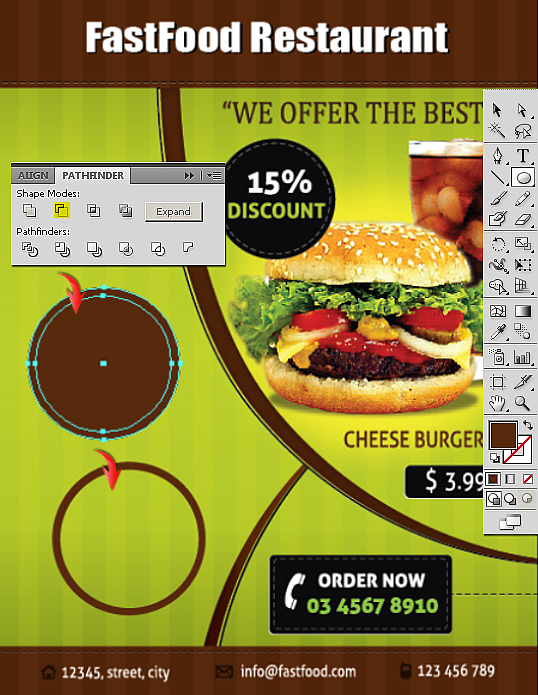 FastFood Restaurant
“WE OFFER THE BEST
15%
DISCOUNT
ALIGN PATHFINDER
Shape Modes:
Expand
Pathfinders:
T
CHEESE BURGER
$ 3.99
ORDER NOW
03 4567 8910
12345, street, city info@fastfood.com 123 456 789